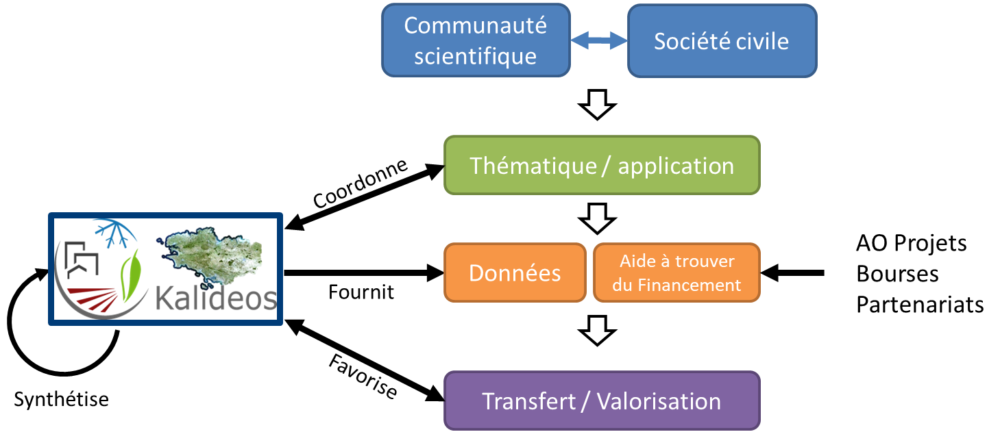 Communauté
scientifique
Société civile
Thématique / application
Coordonne
Données
Aide à trouver
du Financement
AO Projets
Bourses
Partenariats
Kalideos
Fournit
Favorise
Synthétise
Transfert / Valorisation